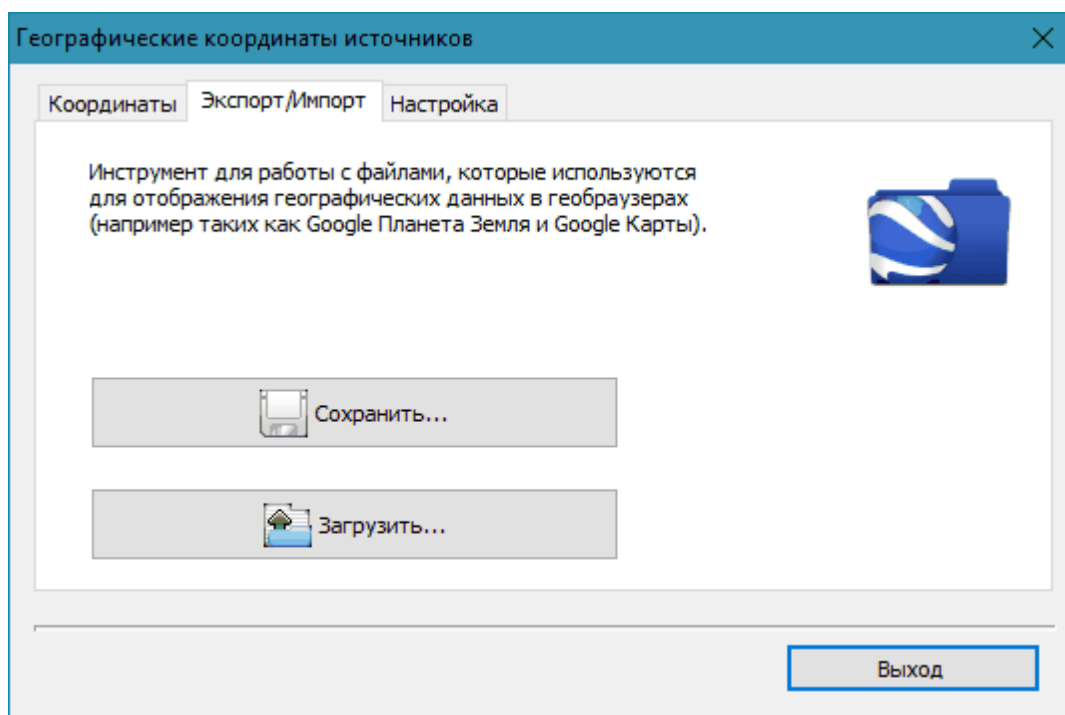 Географические координаты источников
Координаты
Экспорт/Импорт
Настройка
Инструмент для работы с файлами, которые используются
для отображения географических данных в геобраузерах
(например таких как Google Планета Земля и Google Карты).
Сохранить...
Загрузить...
Выход